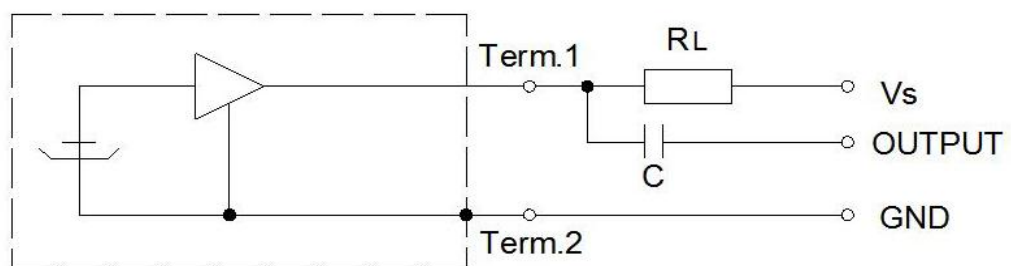 Term.1
RL
Vs
OUTPUT
C
GND
Term.2